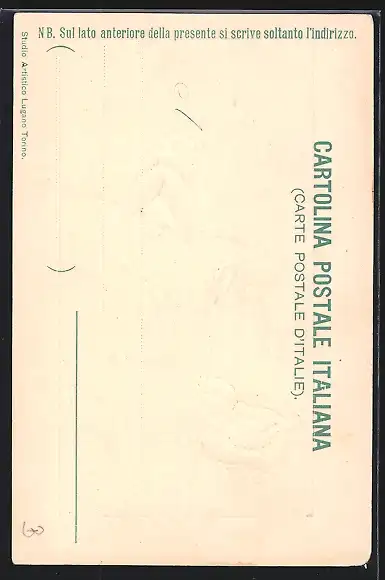 NB. Sul lato anteriore della presente si scrive soltanto l'indirizzo.
CARTOLINA POSTALE ITALIANA
(CARTE POSTALE D'ITALIE).
Studio Artistico Lugano Torino.